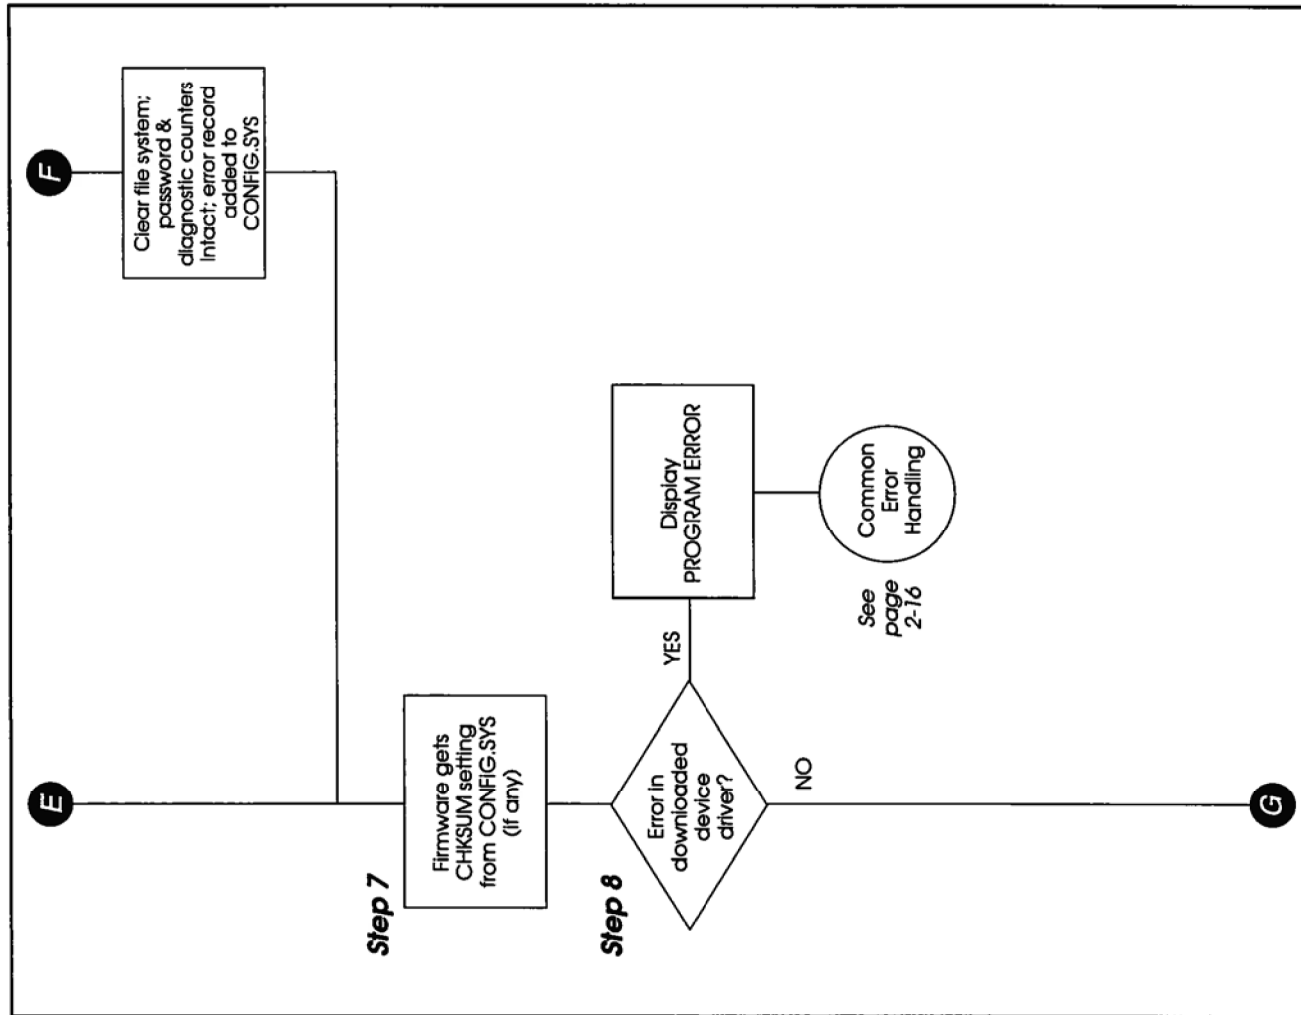 E
F
Clear file system;
password &
diagnostic counters
Intact; error record
added to
CONFIG.SYS
Step 7
Firmware gets
CHKSUM setting
from CONFIG.SYS
(if any)
Step 8
Error in
downloaded
device
driver?
YES
Display
PROGRAM ERROR
NO
See
page
2-16
Common
Error
Handling
G